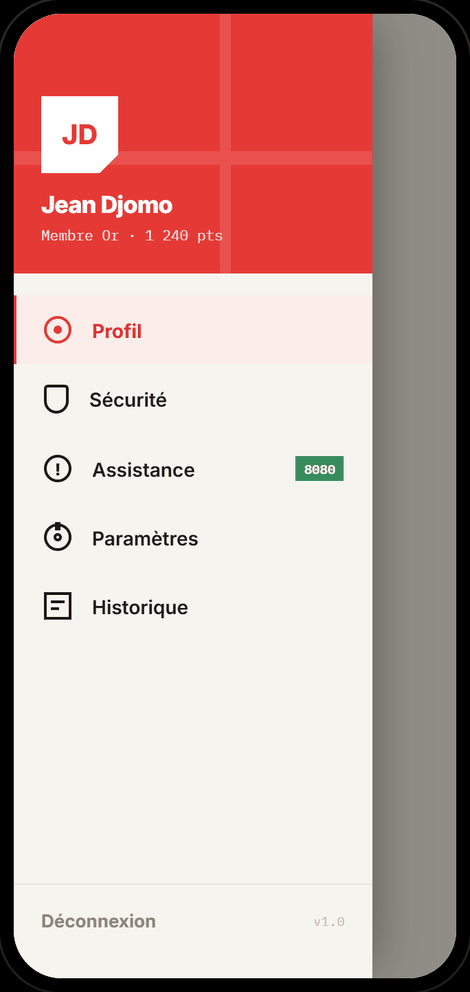 JD
Jean Djomo
Membre Or · 1 240 pts
Profil
Sécurité
Assistance 8080
Paramètres
Historique
Déconnexion v1.0